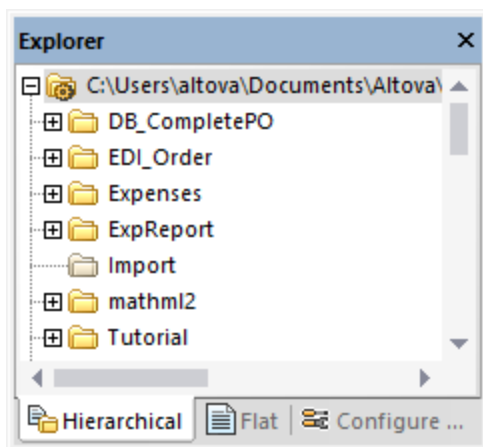 Explorer
C:\Users\altova\Documents\Altova\
DB_CompletePO
EDI_Order
Expenses
ExpReport
Import
mathml2
Tutorial
Hierarchical Flat Configure ...